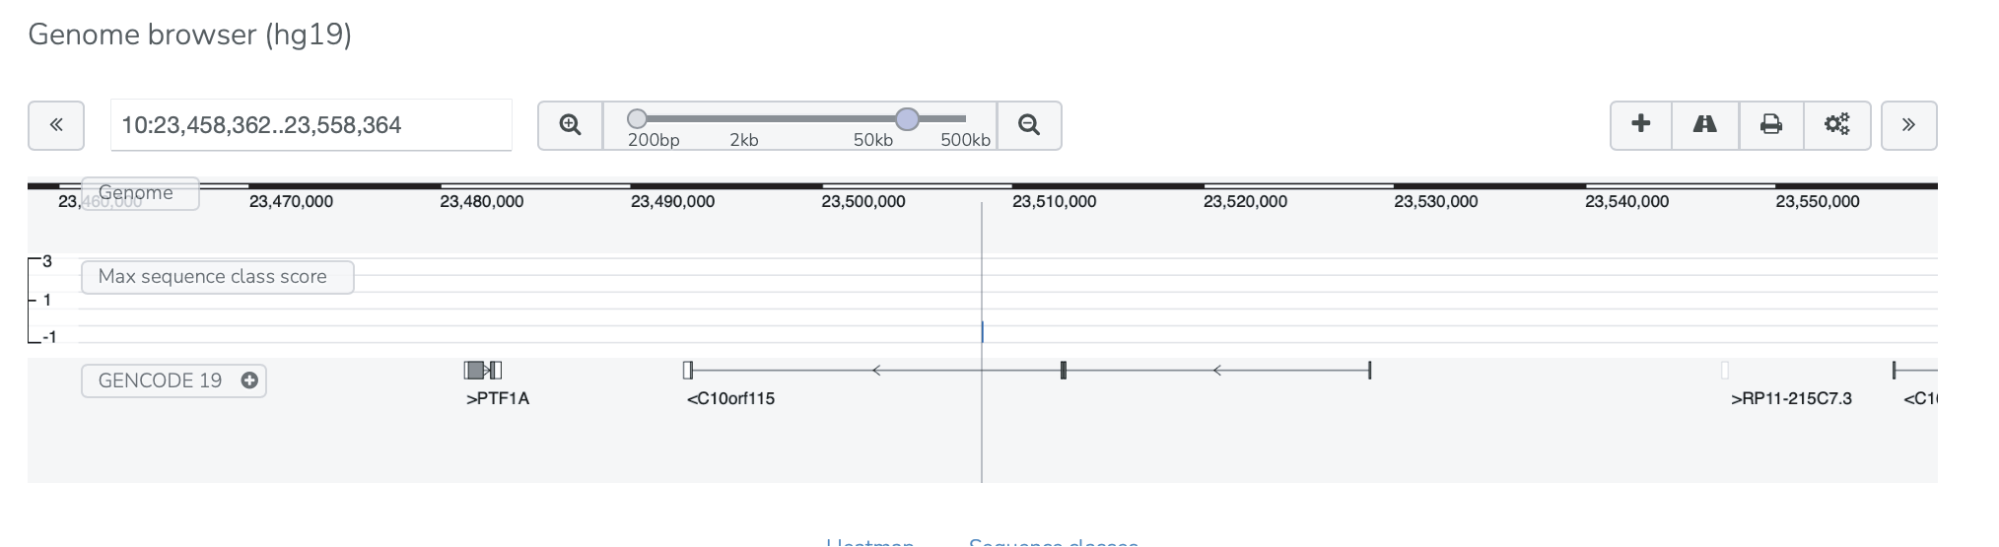 Genome browser (hg19)
10:23,458,362..23,558,364
200bp 2kb 50kb 500kb
Genome
23,460,000 23,470,000 23,480,000 23,490,000 23,500,000 23,510,000 23,520,000 23,530,000 23,540,000 23,550,000
3
Max sequence class score
1
-1
GENCODE 19
>PTF1A <C10orf115 >RP11-215C7.3 <C10
Heatmap Sequence classes